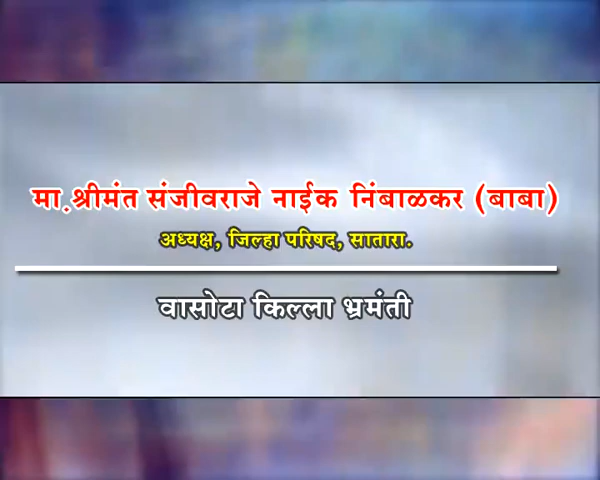 मा.श्रीमंत संजीवराजे नाईक निंबाळकर (बाबा)
अध्यक्ष, जिल्हा परिषद, सातारा.
वासोटा किल्ला भ्रमंती